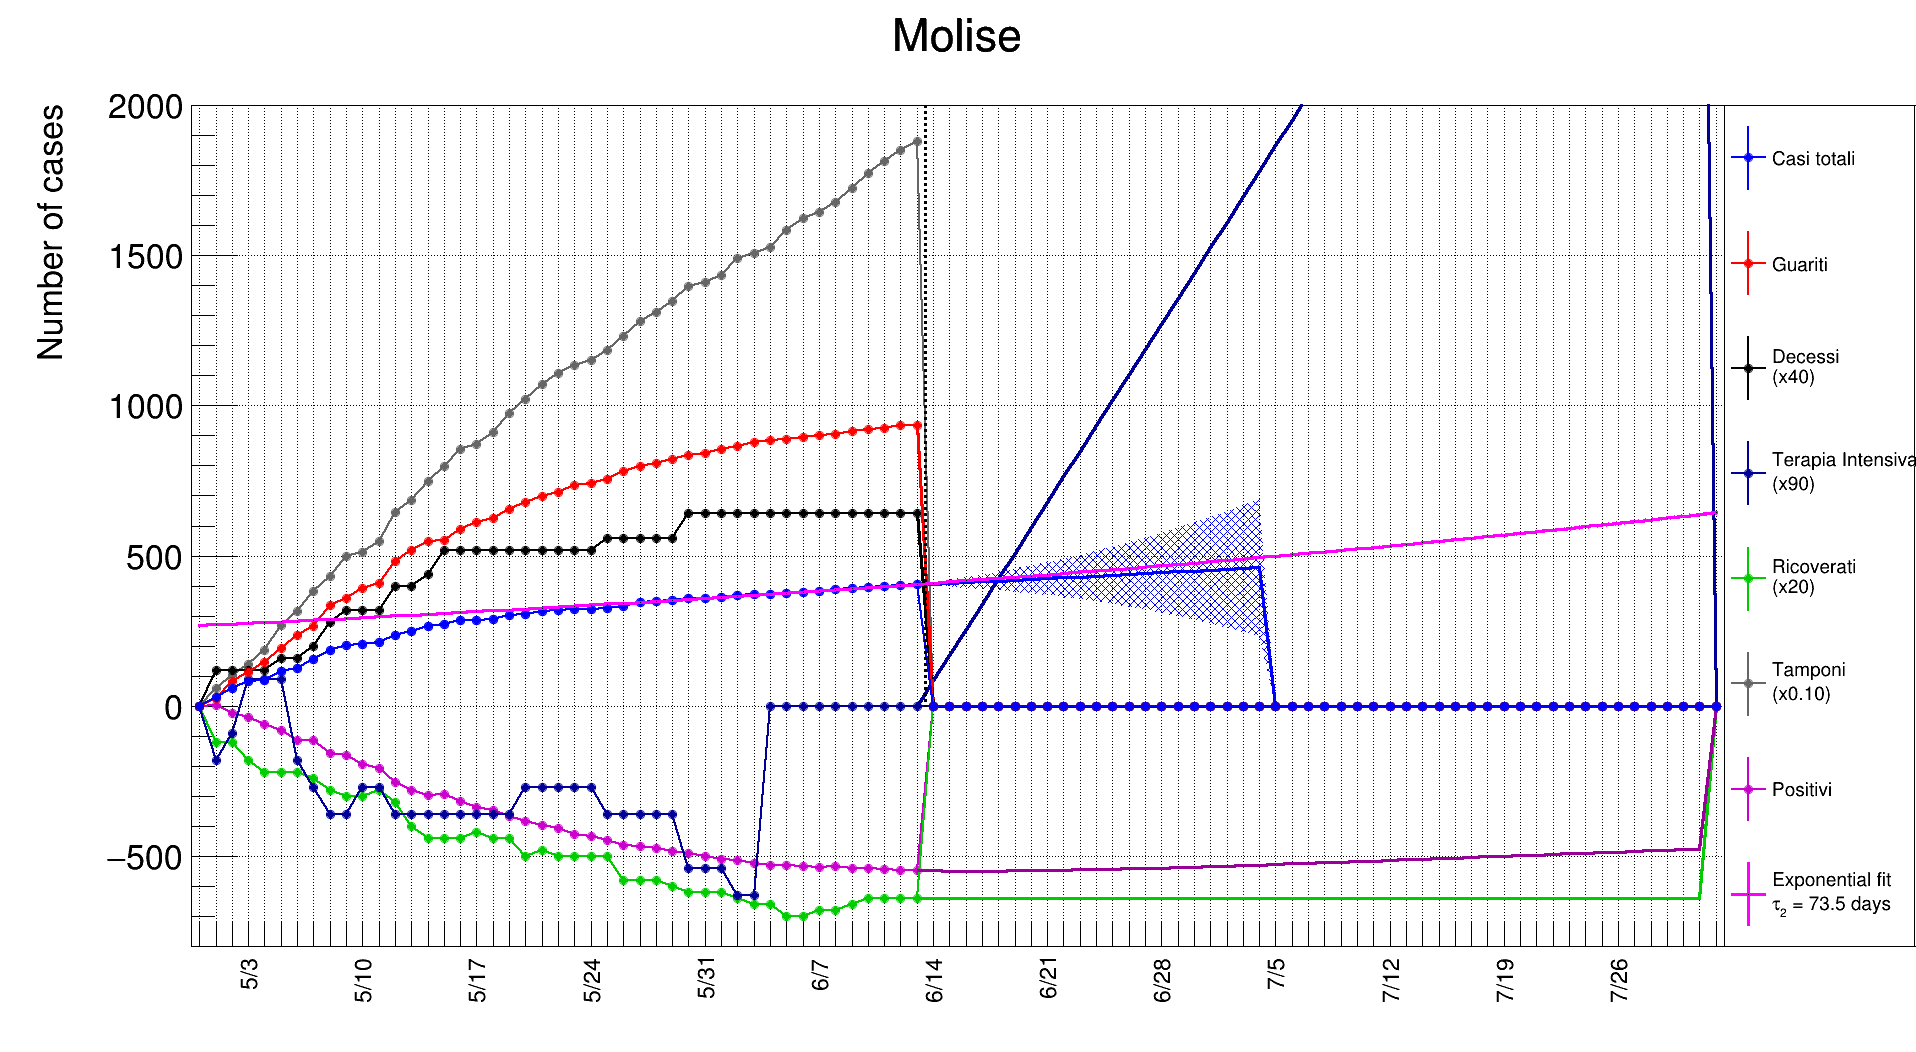 Molise
Number of cases
2000
1500
1000
500
0
−500
5/3
5/10
5/17
5/24
5/31
6/7
6/14
6/21
6/28
7/5
7/12
7/19
7/26
Casi totali
Guariti
Decessi
(x40)
Terapia Intensiva
(x90)
Ricoverati
(x20)
Tamponi
(x0.10)
Positivi
Exponential fit
τ2 = 73.5 days